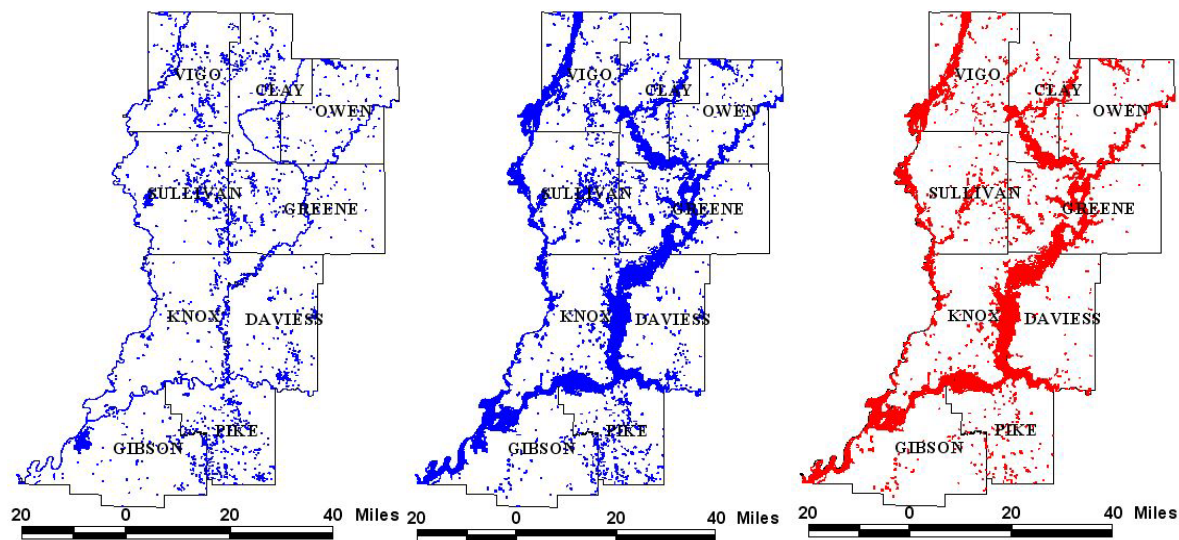 VIGO
CLAY
OWEN
SULLIVAN
GREENE
KNOX
DAVIESS
PIKE
GIBSON
20 0 20 40 Miles
VIGO
CLAY
OWEN
SULLIVAN
GREENE
KNOX
DAVIESS
PIKE
GIBSON
20 0 20 40 Miles
VIGO
CLAY
OWEN
SULLIVAN
GREENE
KNOX
DAVIESS
PIKE
GIBSON
20 0 20 40 Miles